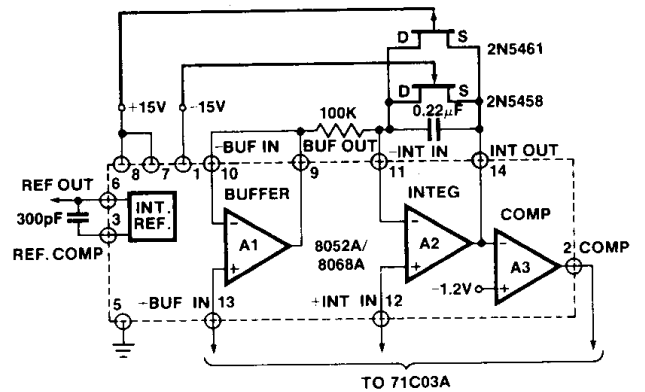 D S 2N5461
+15V -15V D S 2N5458
100K 0.22μF
-BUF IN BUF OUT -INT IN INT OUT
8 7 1 10 9 11 14
REF OUT 6
BUFFER INTEG
300pF 3 INT. REF. COMP
REF. COMP A1 8052A/ 8068A A2 A3 2 COMP
- + - + - +
-1.2V
5 +BUF IN 13 +INT IN 12
TO 71C03A